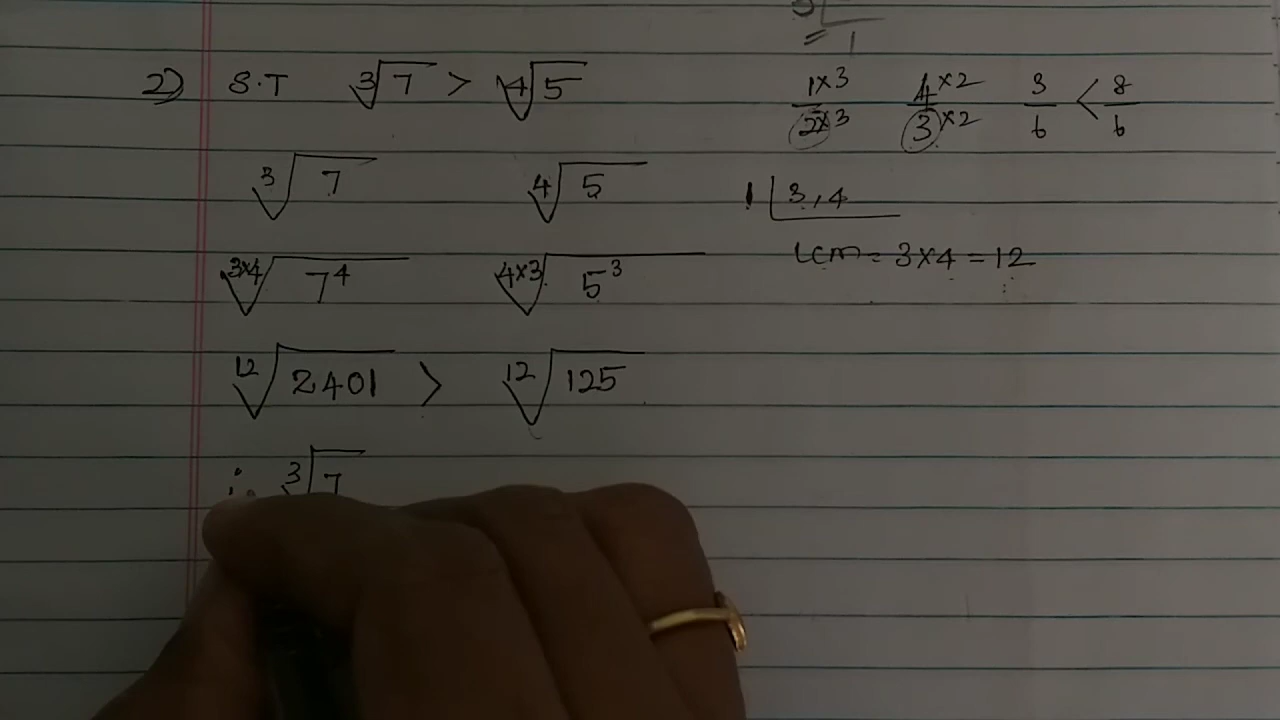 2) S.T ∛7 > ∜5
1×3/2×3 4×2/3×2 3/6 < 8/6
∛7 ∜5
1 | 3, 4
³ˣ⁴√7⁴ ⁴ˣ³√5³
LCM = 3×4 = 12
¹²√2401 > ¹²√125
∴ ∛7